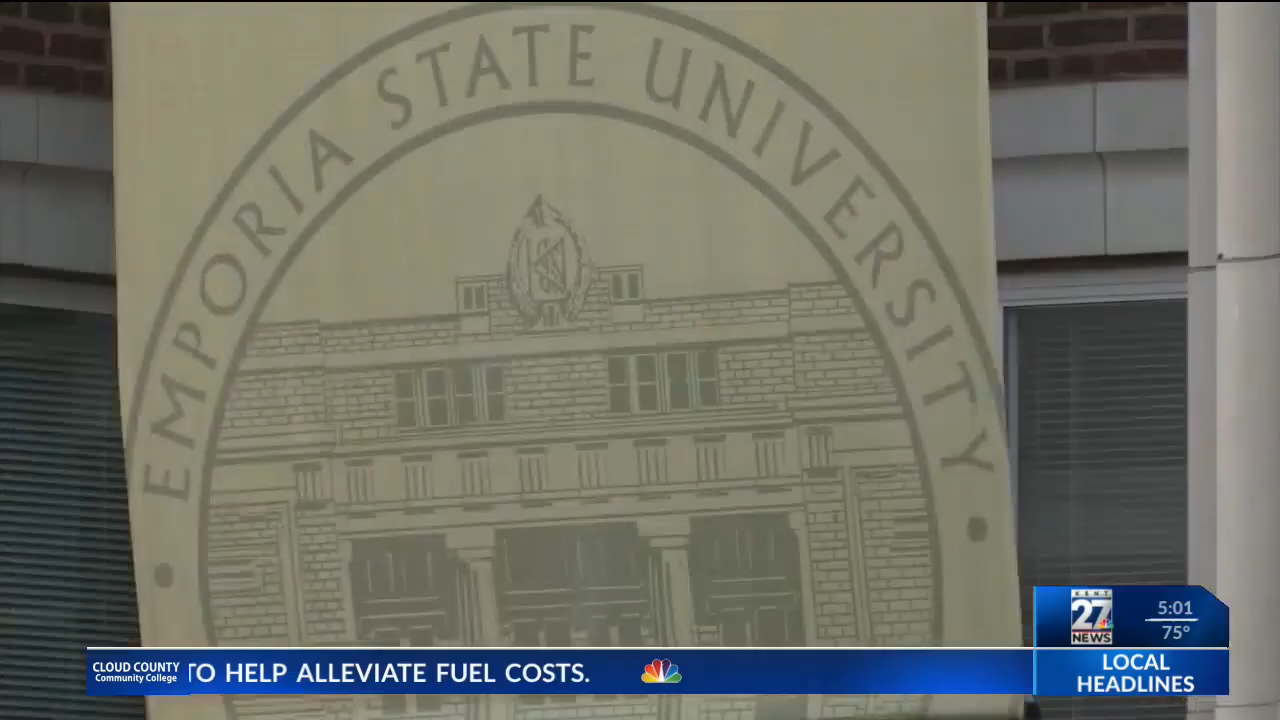 EMPORIA STATE UNIVERSITY
KSNT
27
NEWS
5:01
75°
CLOUD COUNTY
Community College
TO HELP ALLEVIATE FUEL COSTS.
LOCAL
HEADLINES